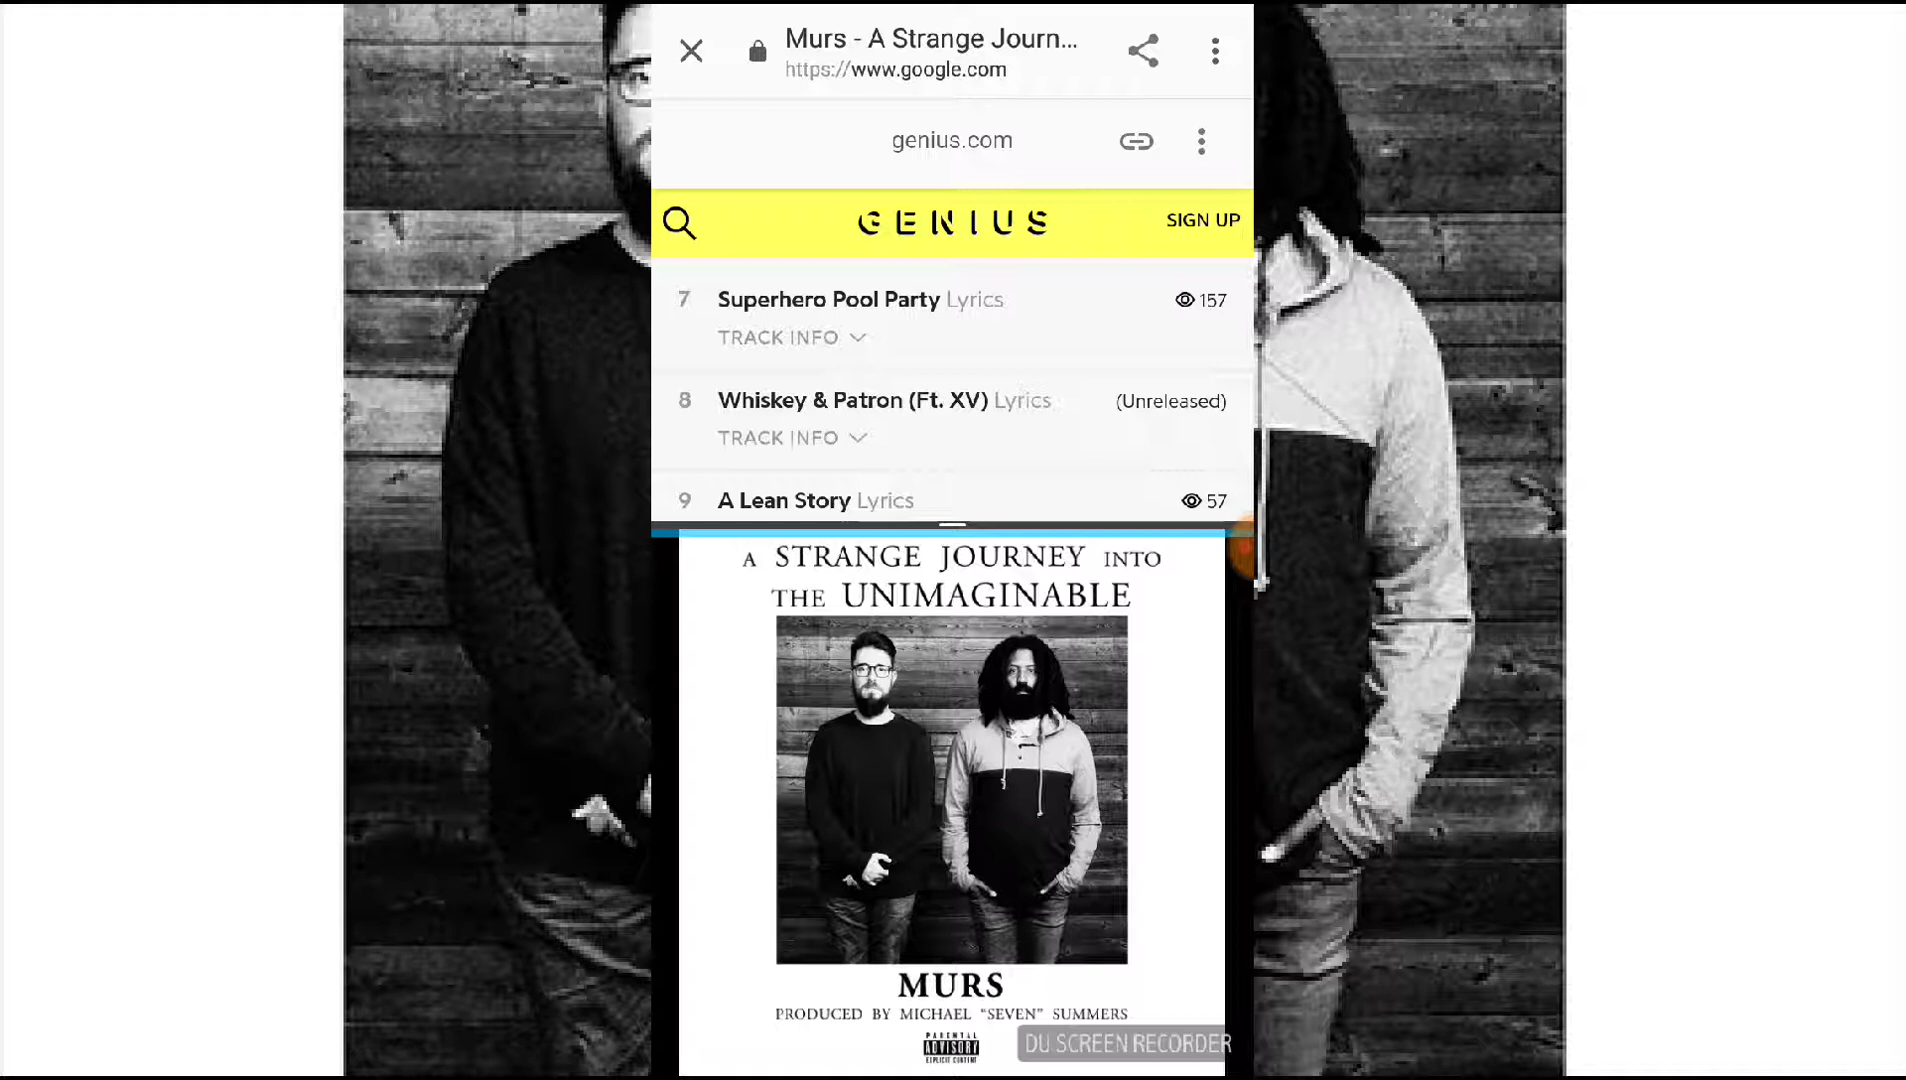 Murs - A Strange Journ...
https://www.google.com
genius.com
GENIUS
SIGN UP
7 Superhero Pool Party Lyrics 157
TRACK INFO
8 Whiskey & Patron (Ft. XV) Lyrics (Unreleased)
TRACK INFO
9 A Lean Story Lyrics 57
A STRANGE JOURNEY INTO
THE UNIMAGINABLE
MURS
PRODUCED BY MICHAEL “SEVEN” SUMMERS
PARENTAL
ADVISORY
EXPLICIT CONTENT
DU SCREEN RECORDER